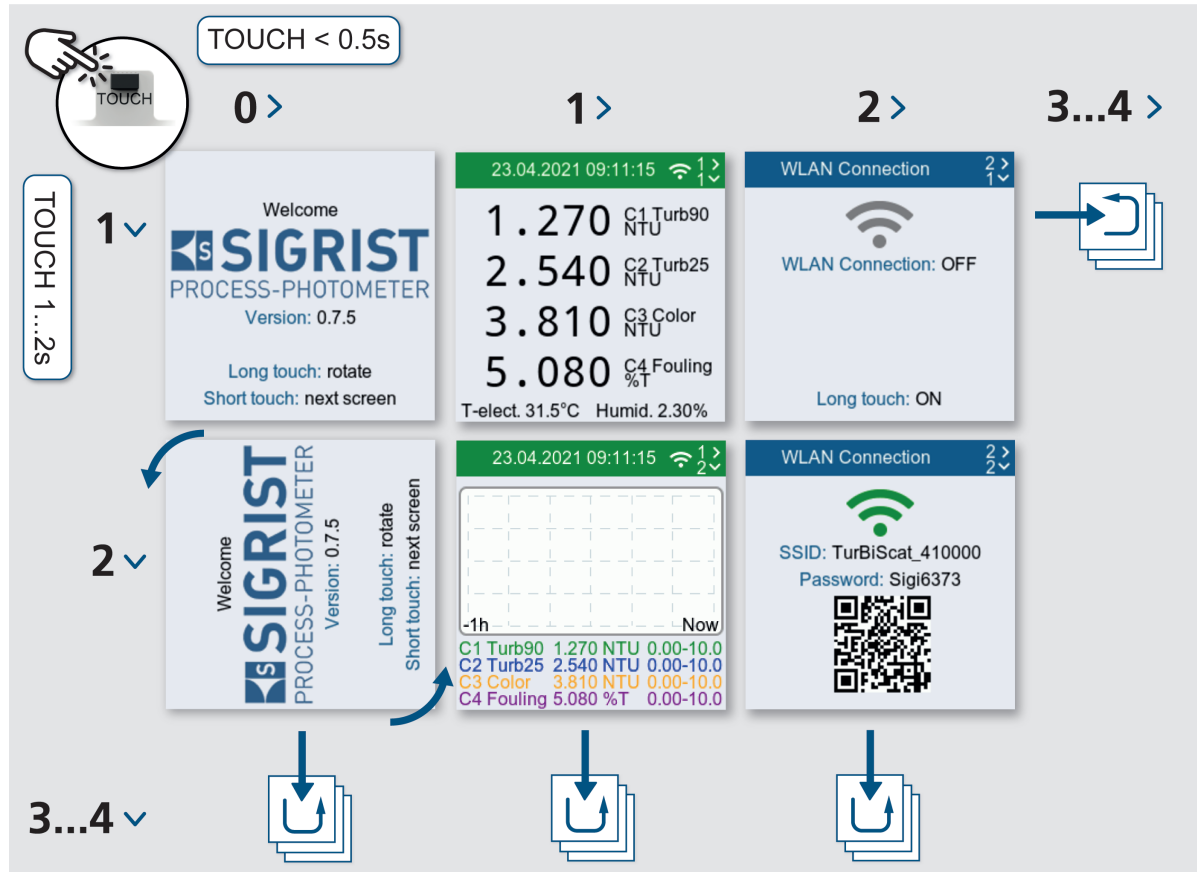 TOUCH < 0.5s
TOUCH
0 >
1 >
2 >
3...4 >
TOUCH 1...2s
1
Welcome
SIGRIST
PROCESS-PHOTOMETER
Version: 0.7.5
Long touch: rotate
Short touch: next screen
23.04.2021 09:11:15 1 >
1
1.270 C1 Turb90
NTU
2.540 C2 Turb25
NTU
3.810 C3 Color
NTU
5.080 C4 Fouling
%T
T-elect. 31.5°C Humid. 2.30%
WLAN Connection 2 >
1
WLAN Connection: OFF
Long touch: ON
2
Welcome
SIGRIST
PROCESS-PHOTOMETER
Version: 0.7.5
Long touch: rotate
Short touch: next screen
23.04.2021 09:11:15 1 >
2
-1h Now
C1 Turb90 1.270 NTU 0.00-10.0
C2 Turb25 2.540 NTU 0.00-10.0
C3 Color 3.810 NTU 0.00-10.0
C4 Fouling 5.080 %T 0.00-10.0
WLAN Connection 2 >
2
SSID: TurBiScat_410000
Password: Sigi6373
3...4